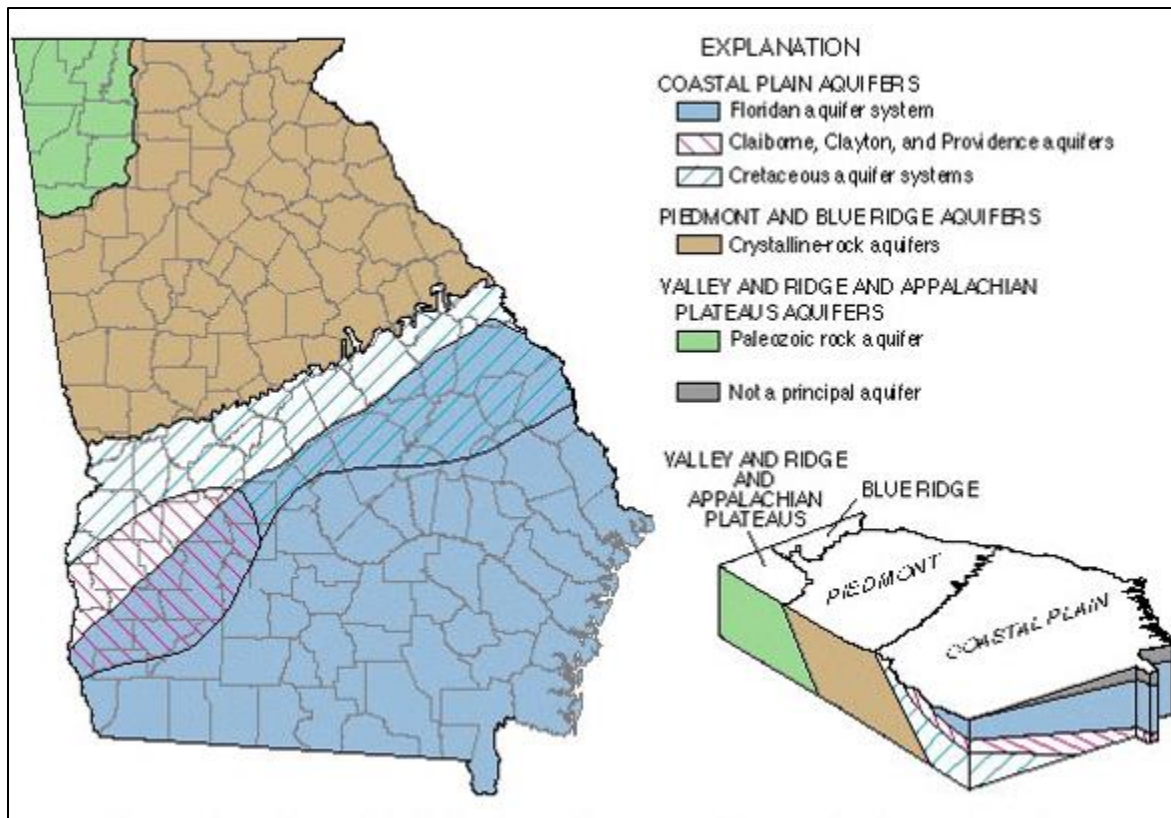 EXPLANATION
COASTAL PLAIN AQUIFERS
Floridan aquifer system
Claiborne, Clayton, and Providence aquifers
Cretaceous aquifer systems
PIEDMONT AND BLUE RIDGE AQUIFERS
Crystalline-rock aquifers
VALLEY AND RIDGE AND APPALACHIAN
PLATEAUS AQUIFERS
Paleozoic rock aquifer
Not a principal aquifer
VALLEY AND RIDGE
AND
APPALACHIAN
PLATEAUS
BLUE RIDGE
PIEDMONT
COASTAL PLAIN